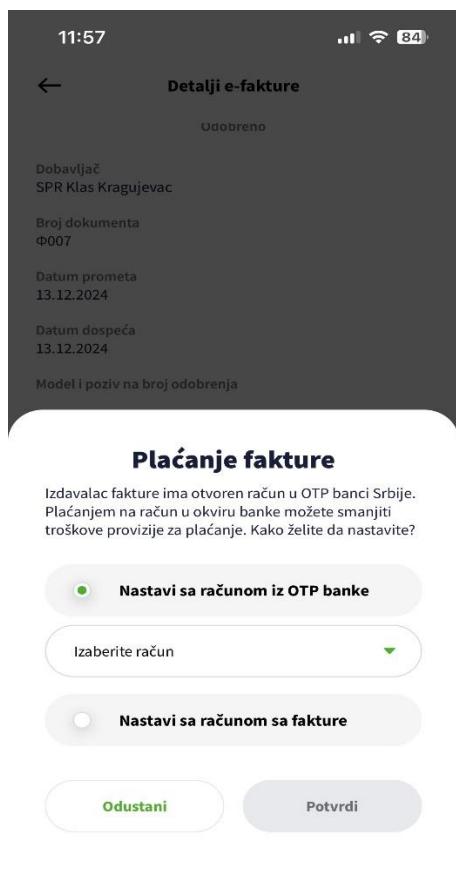 11:57
84
Detalji e-fakture
Odobreno
Dobavljač
SPR Klas Kragujevac
Broj dokumenta
Ф007
Datum prometa
13.12.2024
Datum dospeća
13.12.2024
Model i poziv na broj odobrenja
Plaćanje fakture
Izdavalac fakture ima otvoren račun u OTP banci Srbije.
Plaćanjem na račun u okviru banke možete smanjiti
troškove provizije za plaćanje. Kako želite da nastavite?
Nastavi sa računom iz OTP banke
Izaberite račun
Nastavi sa računom sa fakture
Odustani
Potvrdi